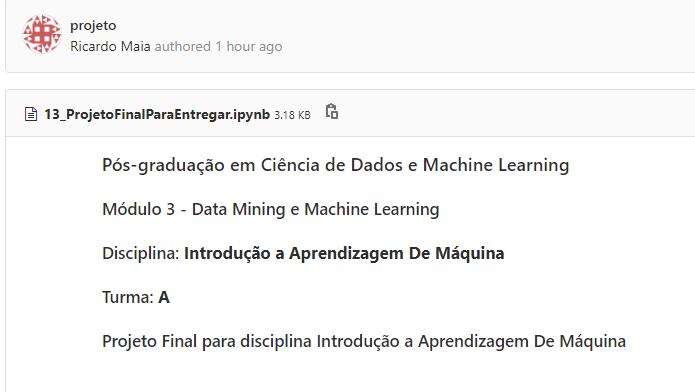 projeto
Ricardo Maia authored 1 hour ago
13_ProjetoFinalParaEntregar.ipynb 3.18 KB
Pós-graduação em Ciência de Dados e Machine Learning
Módulo 3 - Data Mining e Machine Learning
Disciplina: Introdução a Aprendizagem De Máquina
Turma: A
Projeto Final para disciplina Introdução a Aprendizagem De Máquina